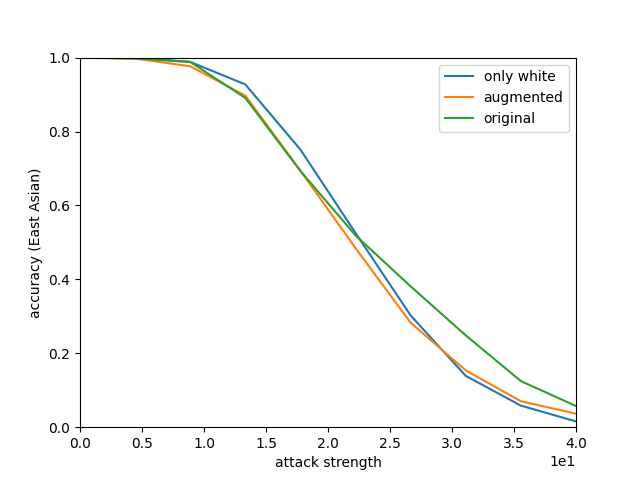 1.0
0.8
0.6
0.4
0.2
0.0
accuracy (East Asian)
only white
augmented
original
0.0 0.5 1.0 1.5 2.0 2.5 3.0 3.5 4.0
1e1
attack strength